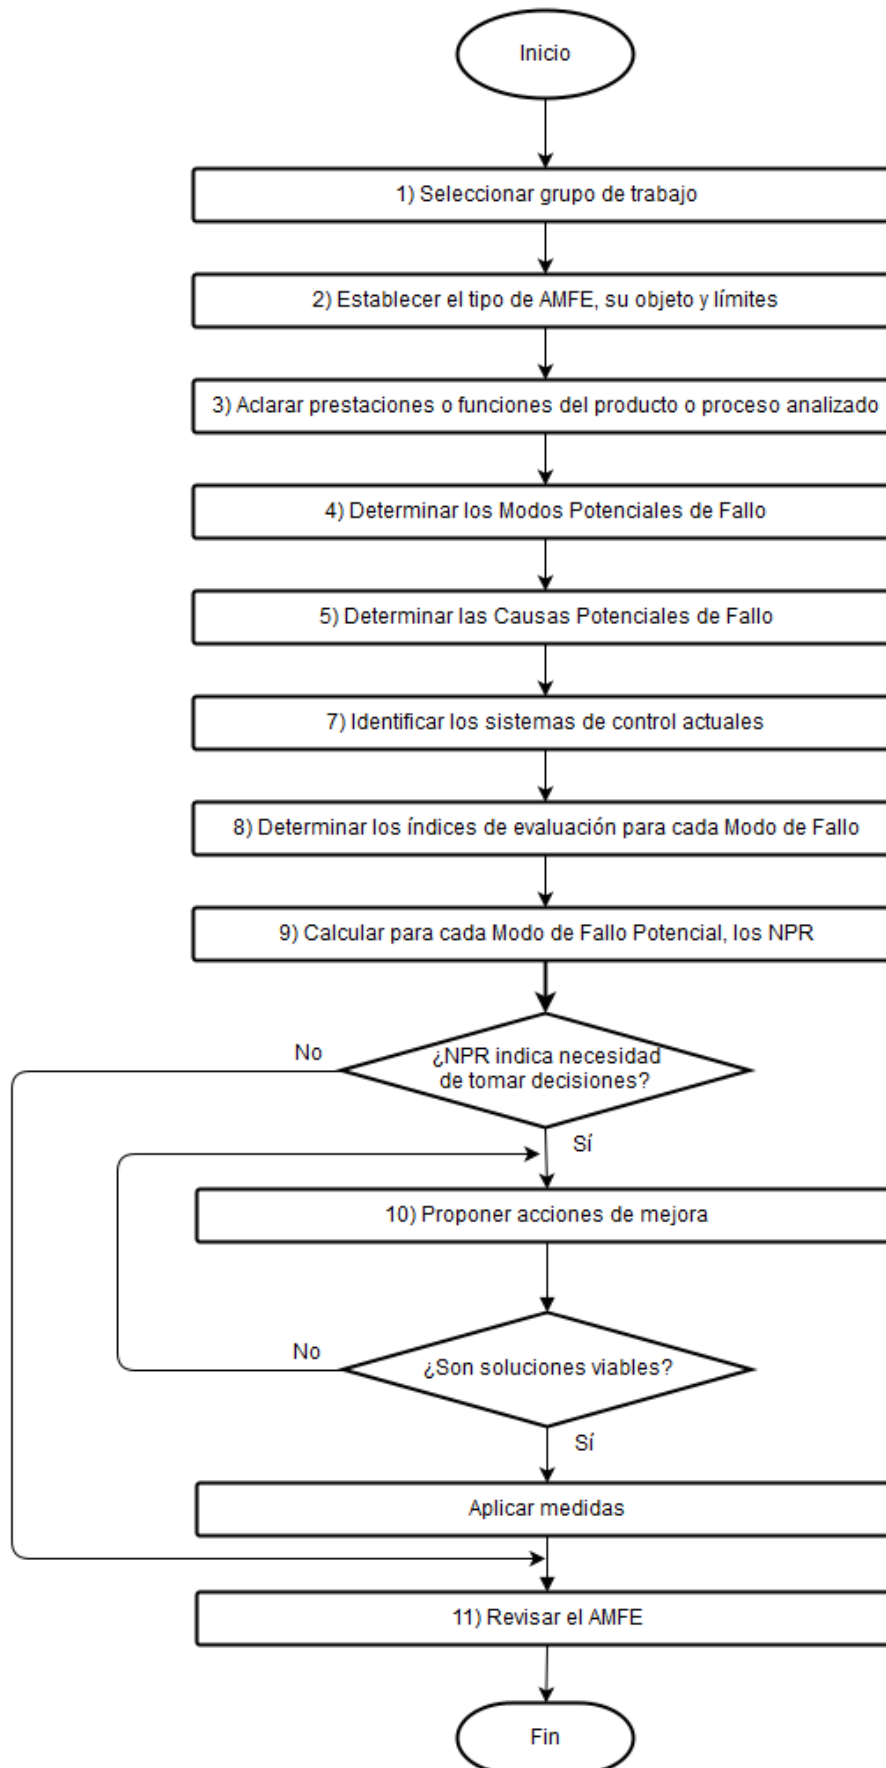 Inicio
1) Seleccionar grupo de trabajo
2) Establecer el tipo de AMFE, su objeto y límites
3) Aclarar prestaciones o funciones del producto o proceso analizado
4) Determinar los Modos Potenciales de Fallo
5) Determinar las Causas Potenciales de Fallo
7) Identificar los sistemas de control actuales
8) Determinar los índices de evaluación para cada Modo de Fallo
9) Calcular para cada Modo de Fallo Potencial, los NPR
No
¿NPR indica necesidad
de tomar decisiones?
Sí
10) Proponer acciones de mejora
No
¿Son soluciones viables?
Sí
Aplicar medidas
11) Revisar el AMFE
Fin